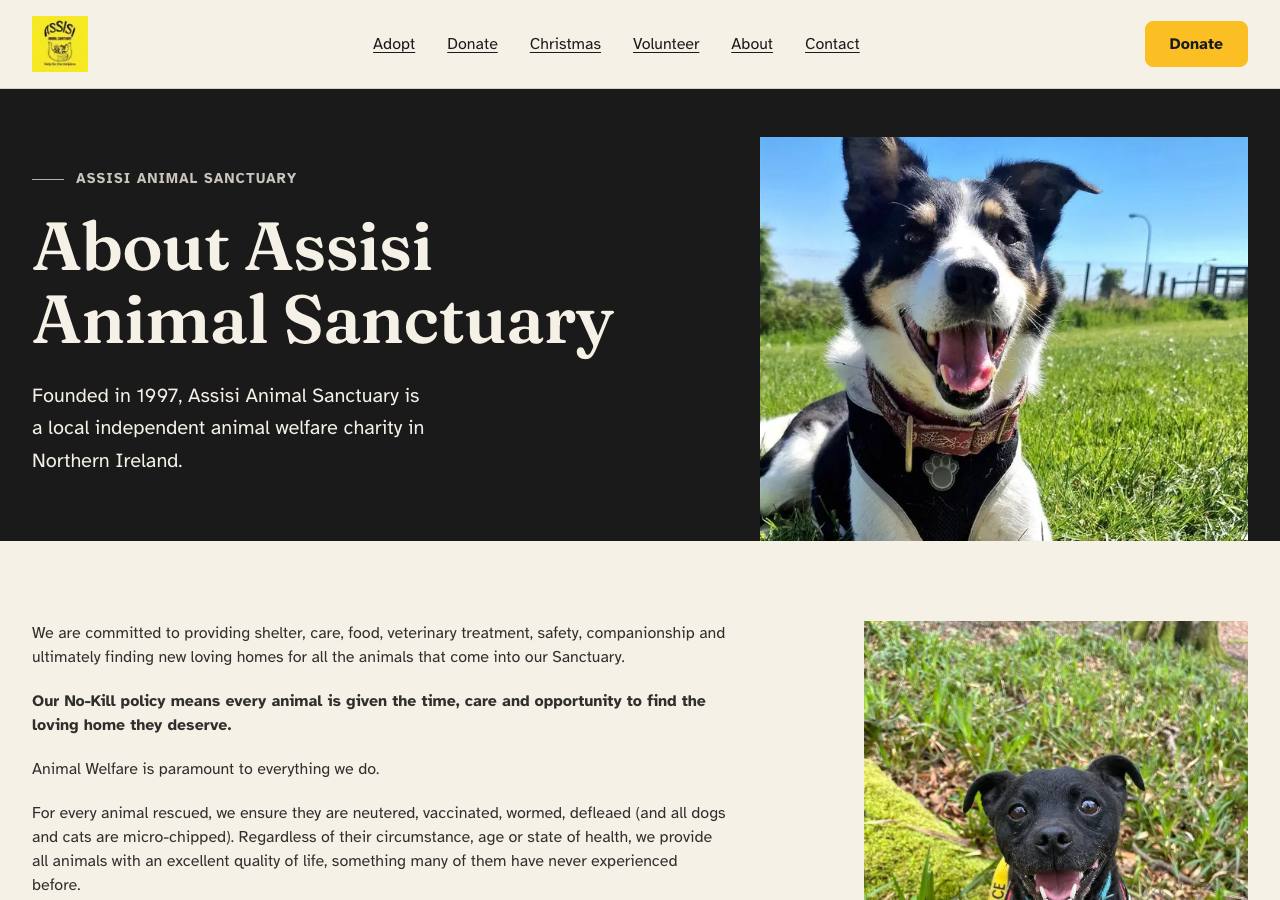 ASSISI
Adopt
Donate
Christmas
Volunteer
About
Contact
Donate
ASSISI ANIMAL SANCTUARY
About Assisi
Animal Sanctuary
Founded in 1997, Assisi Animal Sanctuary is
a local independent animal welfare charity in
Northern Ireland.
We are committed to providing shelter, care, food, veterinary treatment, safety, companionship and
ultimately finding new loving homes for all the animals that come into our Sanctuary.
Our No-Kill policy means every animal is given the time, care and opportunity to find the
loving home they deserve.
Animal Welfare is paramount to everything we do.
For every animal rescued, we ensure they are neutered, vaccinated, wormed, defleaed (and all dogs
and cats are micro-chipped). Regardless of their circumstance, age or state of health, we provide
all animals with an excellent quality of life, something many of them have never experienced
before.